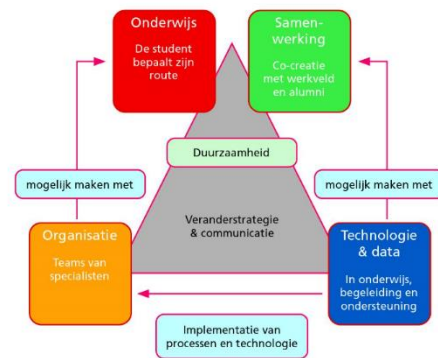 Onderwijs
De student
bepaalt zijn
route
Samen-
werking
Co-creatie
met werkveld
en alumni
Duurzaamheid
mogelijk maken met
mogelijk maken met
Veranderstrategie
& communicatie
Organisatie
Teams van
specialisten
Technologie
& data
In onderwijs,
begeleiding en
ondersteuning
Implementatie van
processen en technologie